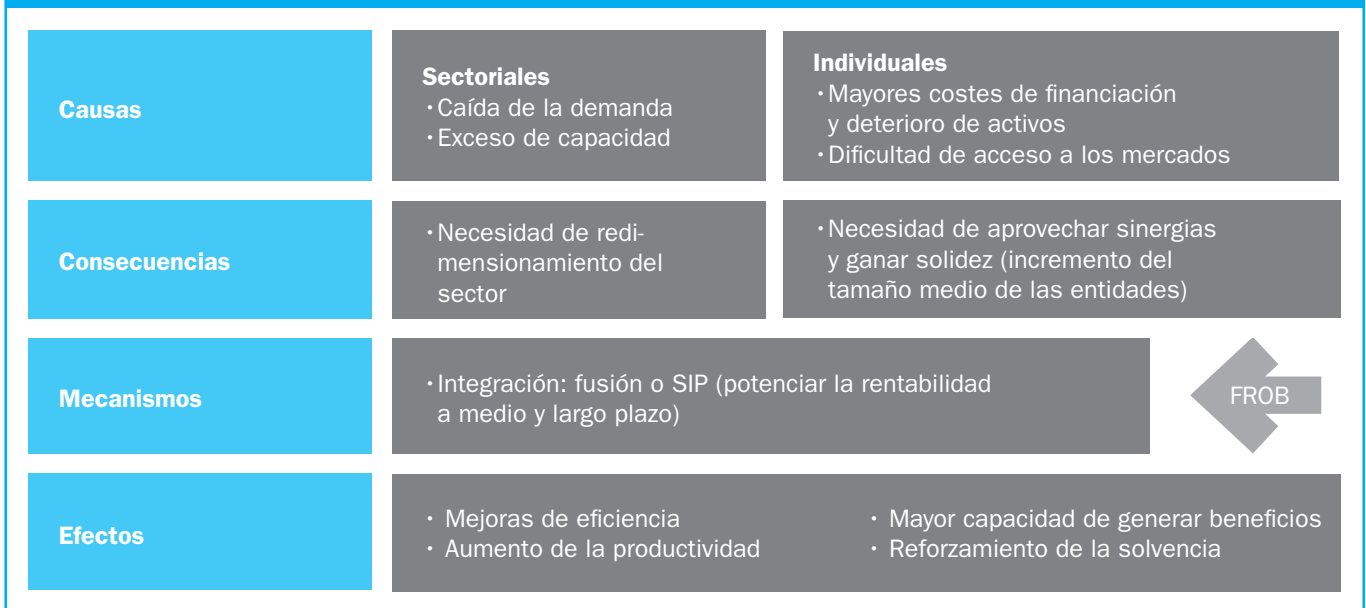 Causas
Sectoriales
· Caída de la demanda
· Exceso de capacidad
Individuales
· Mayores costes de financiación
y deterioro de activos
· Dificultad de acceso a los mercados
Consecuencias
· Necesidad de redi-
mensionamiento del
sector
· Necesidad de aprovechar sinergias
y ganar solidez (incremento del
tamaño medio de las entidades)
Mecanismos
· Integración: fusión o SIP (potenciar la rentabilidad
a medio y largo plazo)
FROB
Efectos
· Mejoras de eficiencia
· Aumento de la productividad
· Mayor capacidad de generar beneficios
· Reforzamiento de la solvencia